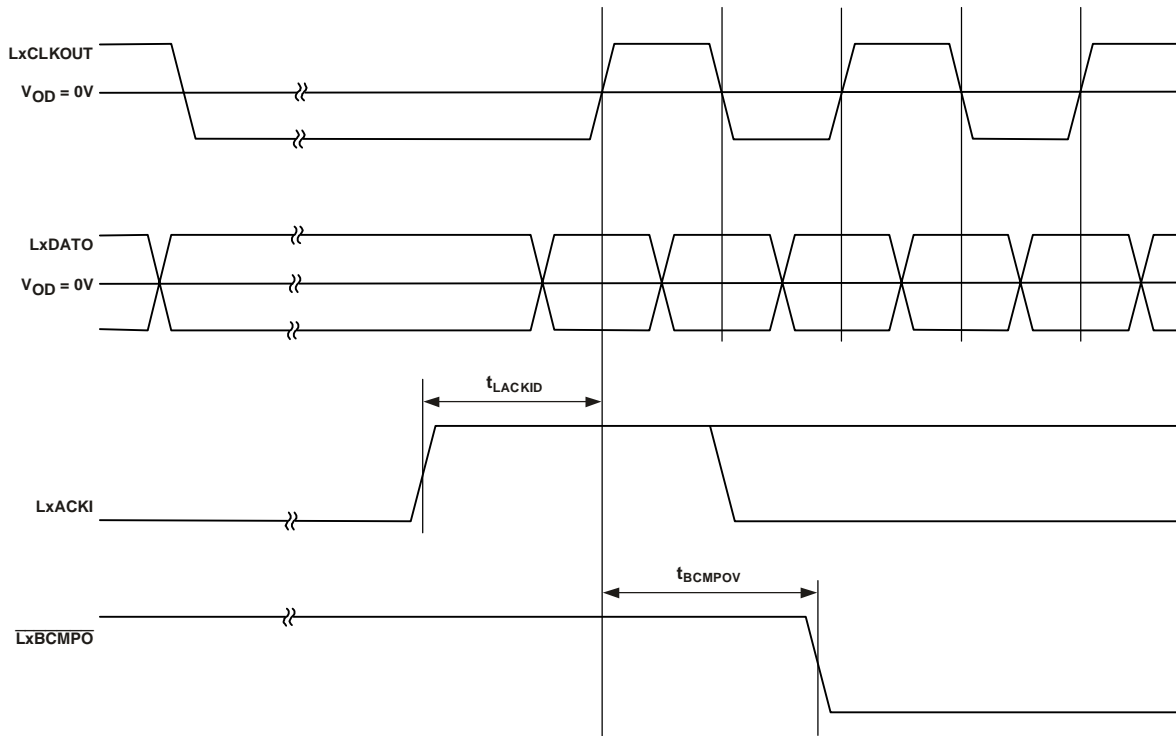 LxCLKOUT
VOD = 0V
LxDATO
VOD = 0V
tLACKID
LxACKI
tBCMPOV
LxBCMPO